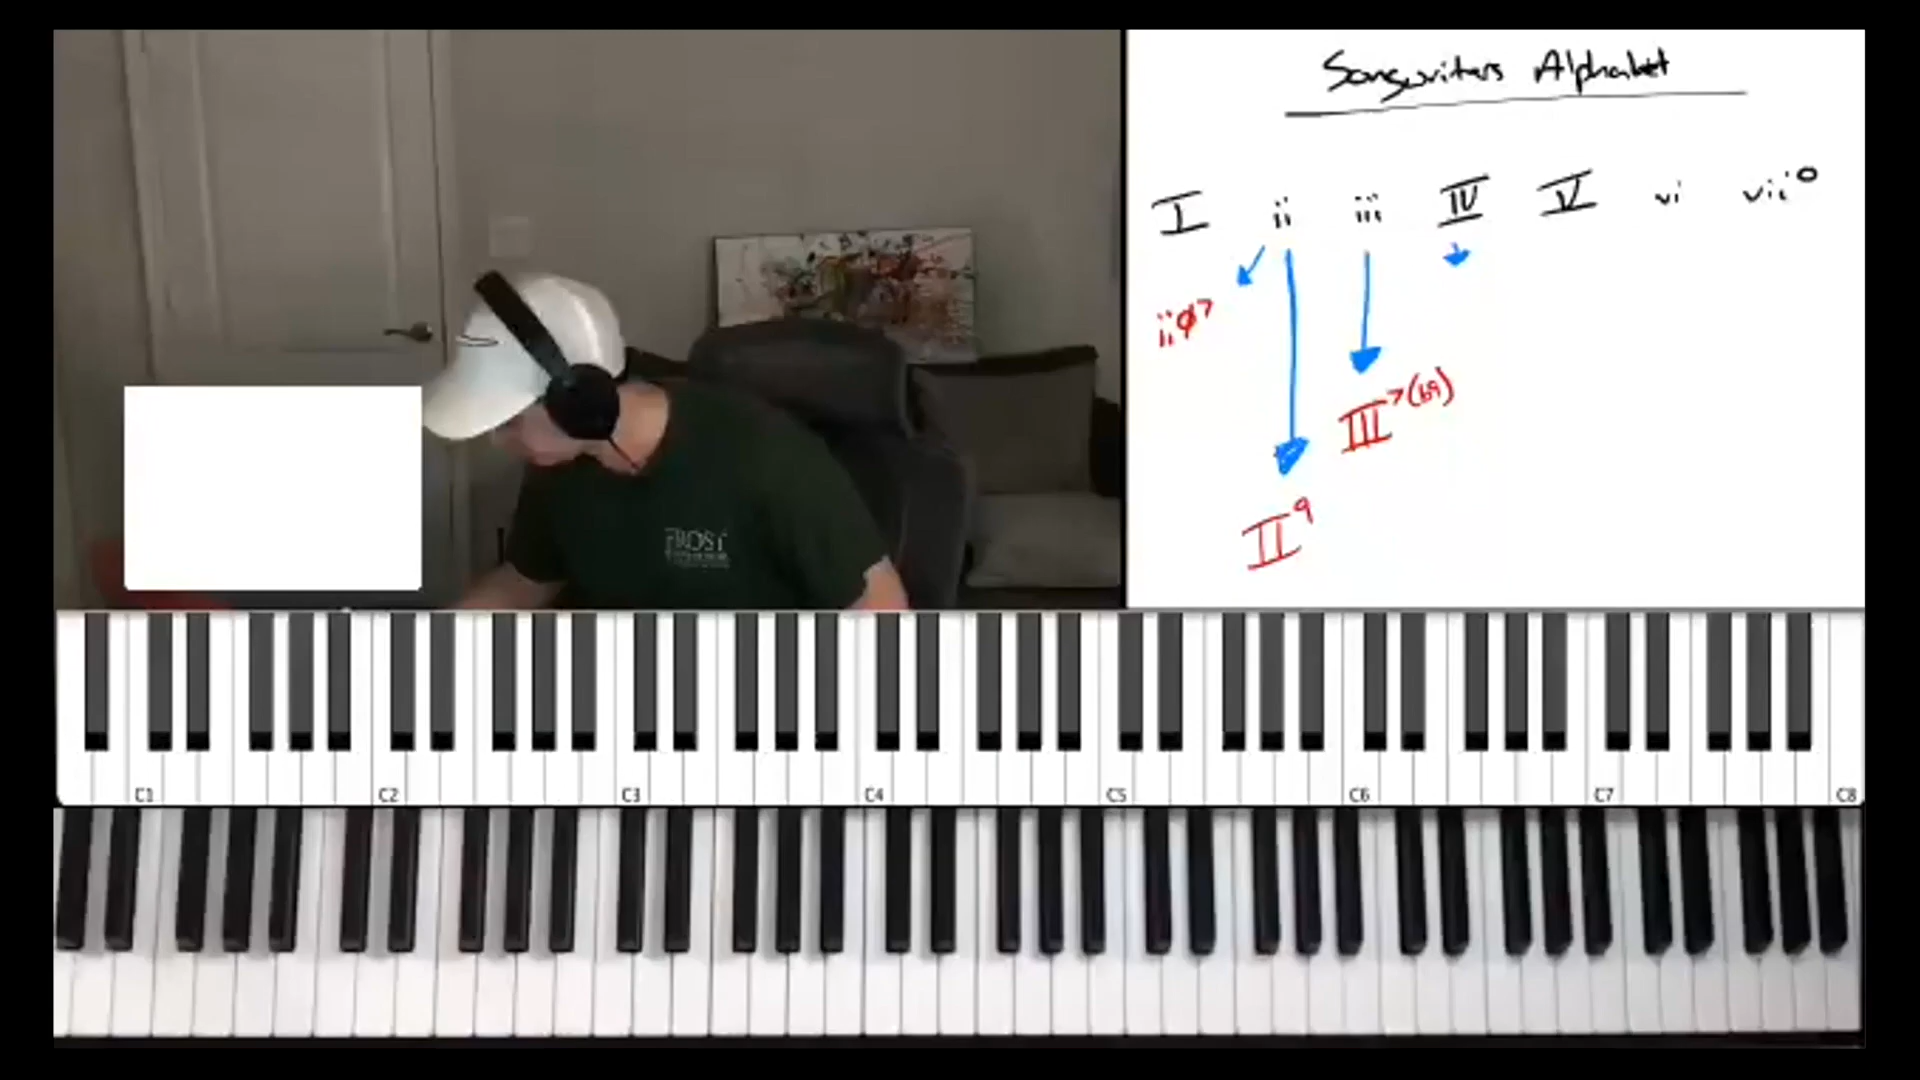 Songwriters Alphabet
I ii iii IV V vi vii°
iiø7
III7(b9)
II9
FROST
C1 C2 C3 C4 C5 C6 C7 C8